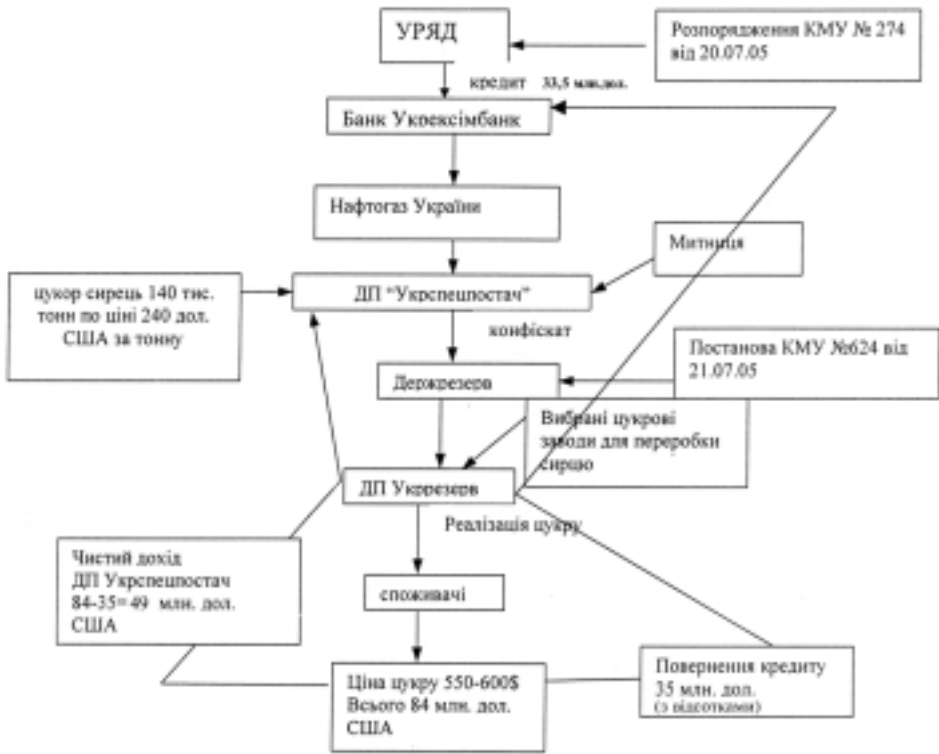 УРЯД
Розпорядження КМУ № 274
від 20.07.05
кредит 33,5 млн.дол.
Банк Укрексімбанк
Нафтогаз України
Митниця
цукор сирець 140 тис.
тонн по ціні 240 дол.
США за тонну
ДП "Укрспецпостач"
конфіскат
Постанова КМУ №624 від
21.07.05
Держрезерв
Вибрані цукрові
заводи для переробки
сирцю
ДП Укррезерв
Реалізація цукру
Чистий дохід
ДП Укрспецпостач
84-35=49 млн. дол.
США
споживачі
Ціна цукру 550-600$
Всього 84 млн. дол.
США
Повернення кредиту
35 млн. дол.
(з відсотками)